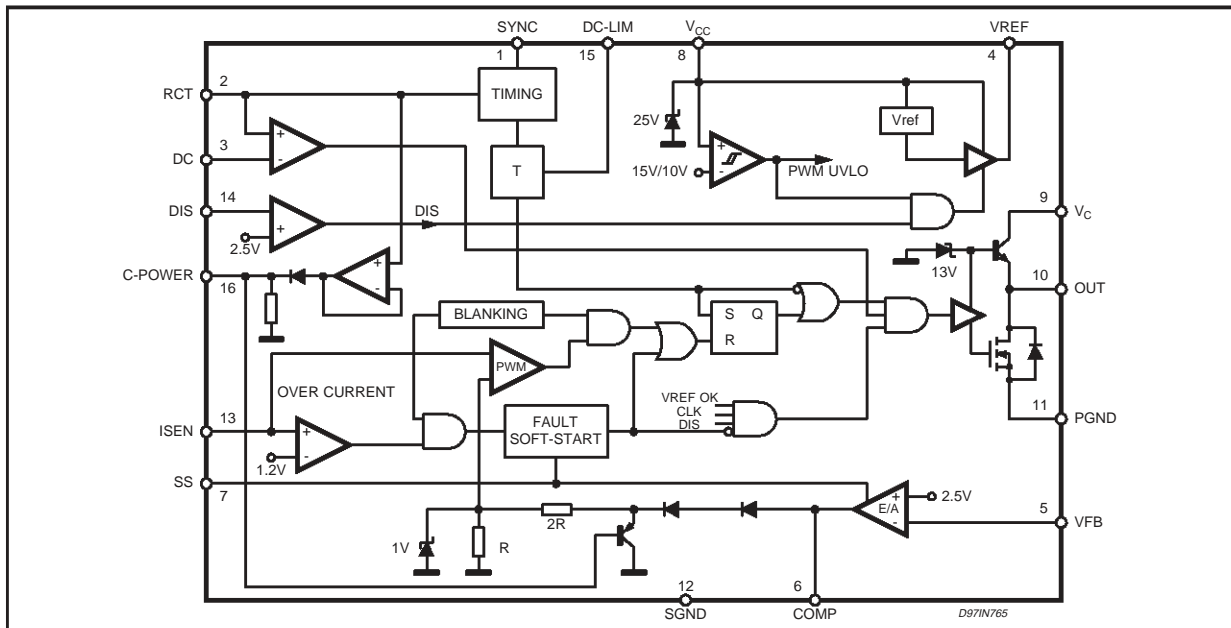 SYNC DC-LIM VCC VREF
1 15 8 4
RCT 2
TIMING
25V
Vref
+
-
DC 3
T
+
-
15V/10V
PWM UVLO
DIS 14
DIS
+
2.5V
9 VC
13V
C-POWER 16
+
-
10 OUT
BLANKING
S Q
R
PWM
OVER CURRENT
VREF OK
CLK
DIS
11 PGND
ISEN 13
+
-
1.2V
FAULT
SOFT-START
SS 7
E/A
+
-
2.5V
5 VFB
2R
1V
R
12 6
SGND COMP
D97IN765